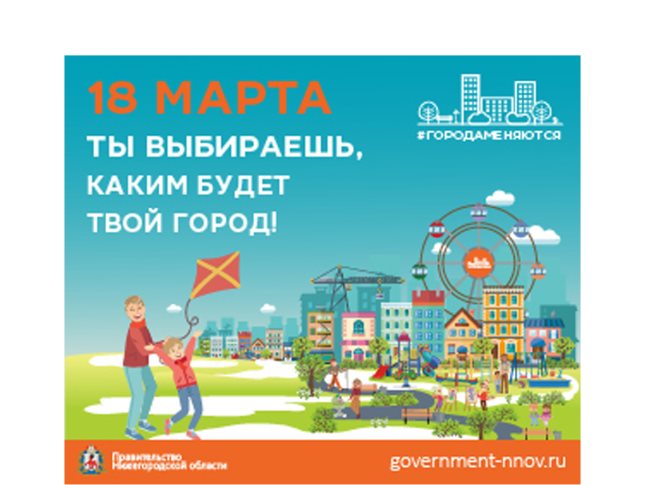 18 МАРТА
ТЫ ВЫБИРАЕШЬ,
КАКИМ БУДЕТ
ТВОЙ ГОРОД!
#ГОРОДАМЕНЯЮТСЯ
Правительство
Нижегородской области
government-nnov.ru